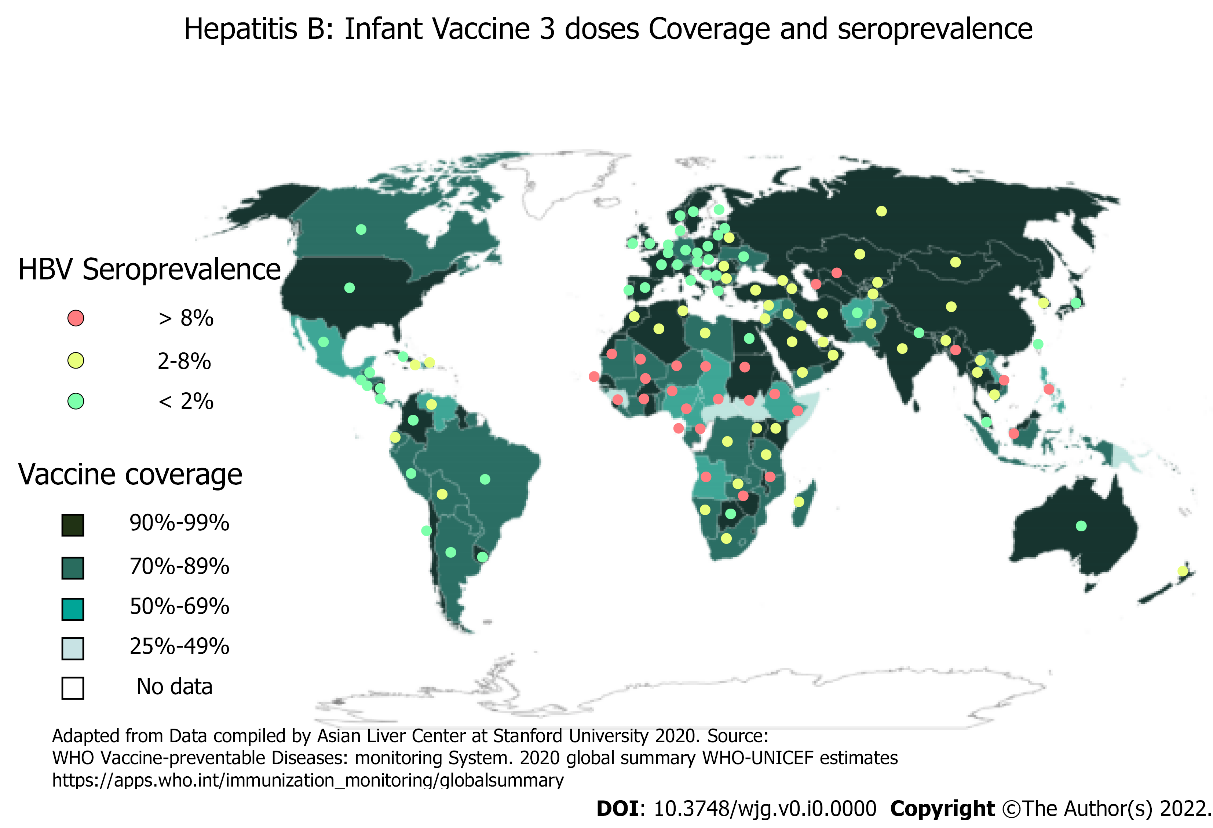 Hepatitis B: Infant Vaccine 3 doses Coverage and seroprevalence
HBV Seroprevalence
> 8%
2-8%
< 2%
Vaccine coverage
90%-99%
70%-89%
50%-69%
25%-49%
No data
Adapted from Data compiled by Asian Liver Center at Stanford University 2020. Source:
WHO Vaccine-preventable Diseases: monitoring System. 2020 global summary WHO-UNICEF estimates
https://apps.who.int/immunization_monitoring/globalsummary
DOI: 10.3748/wjg.v0.i0.0000 Copyright ©The Author(s) 2022.